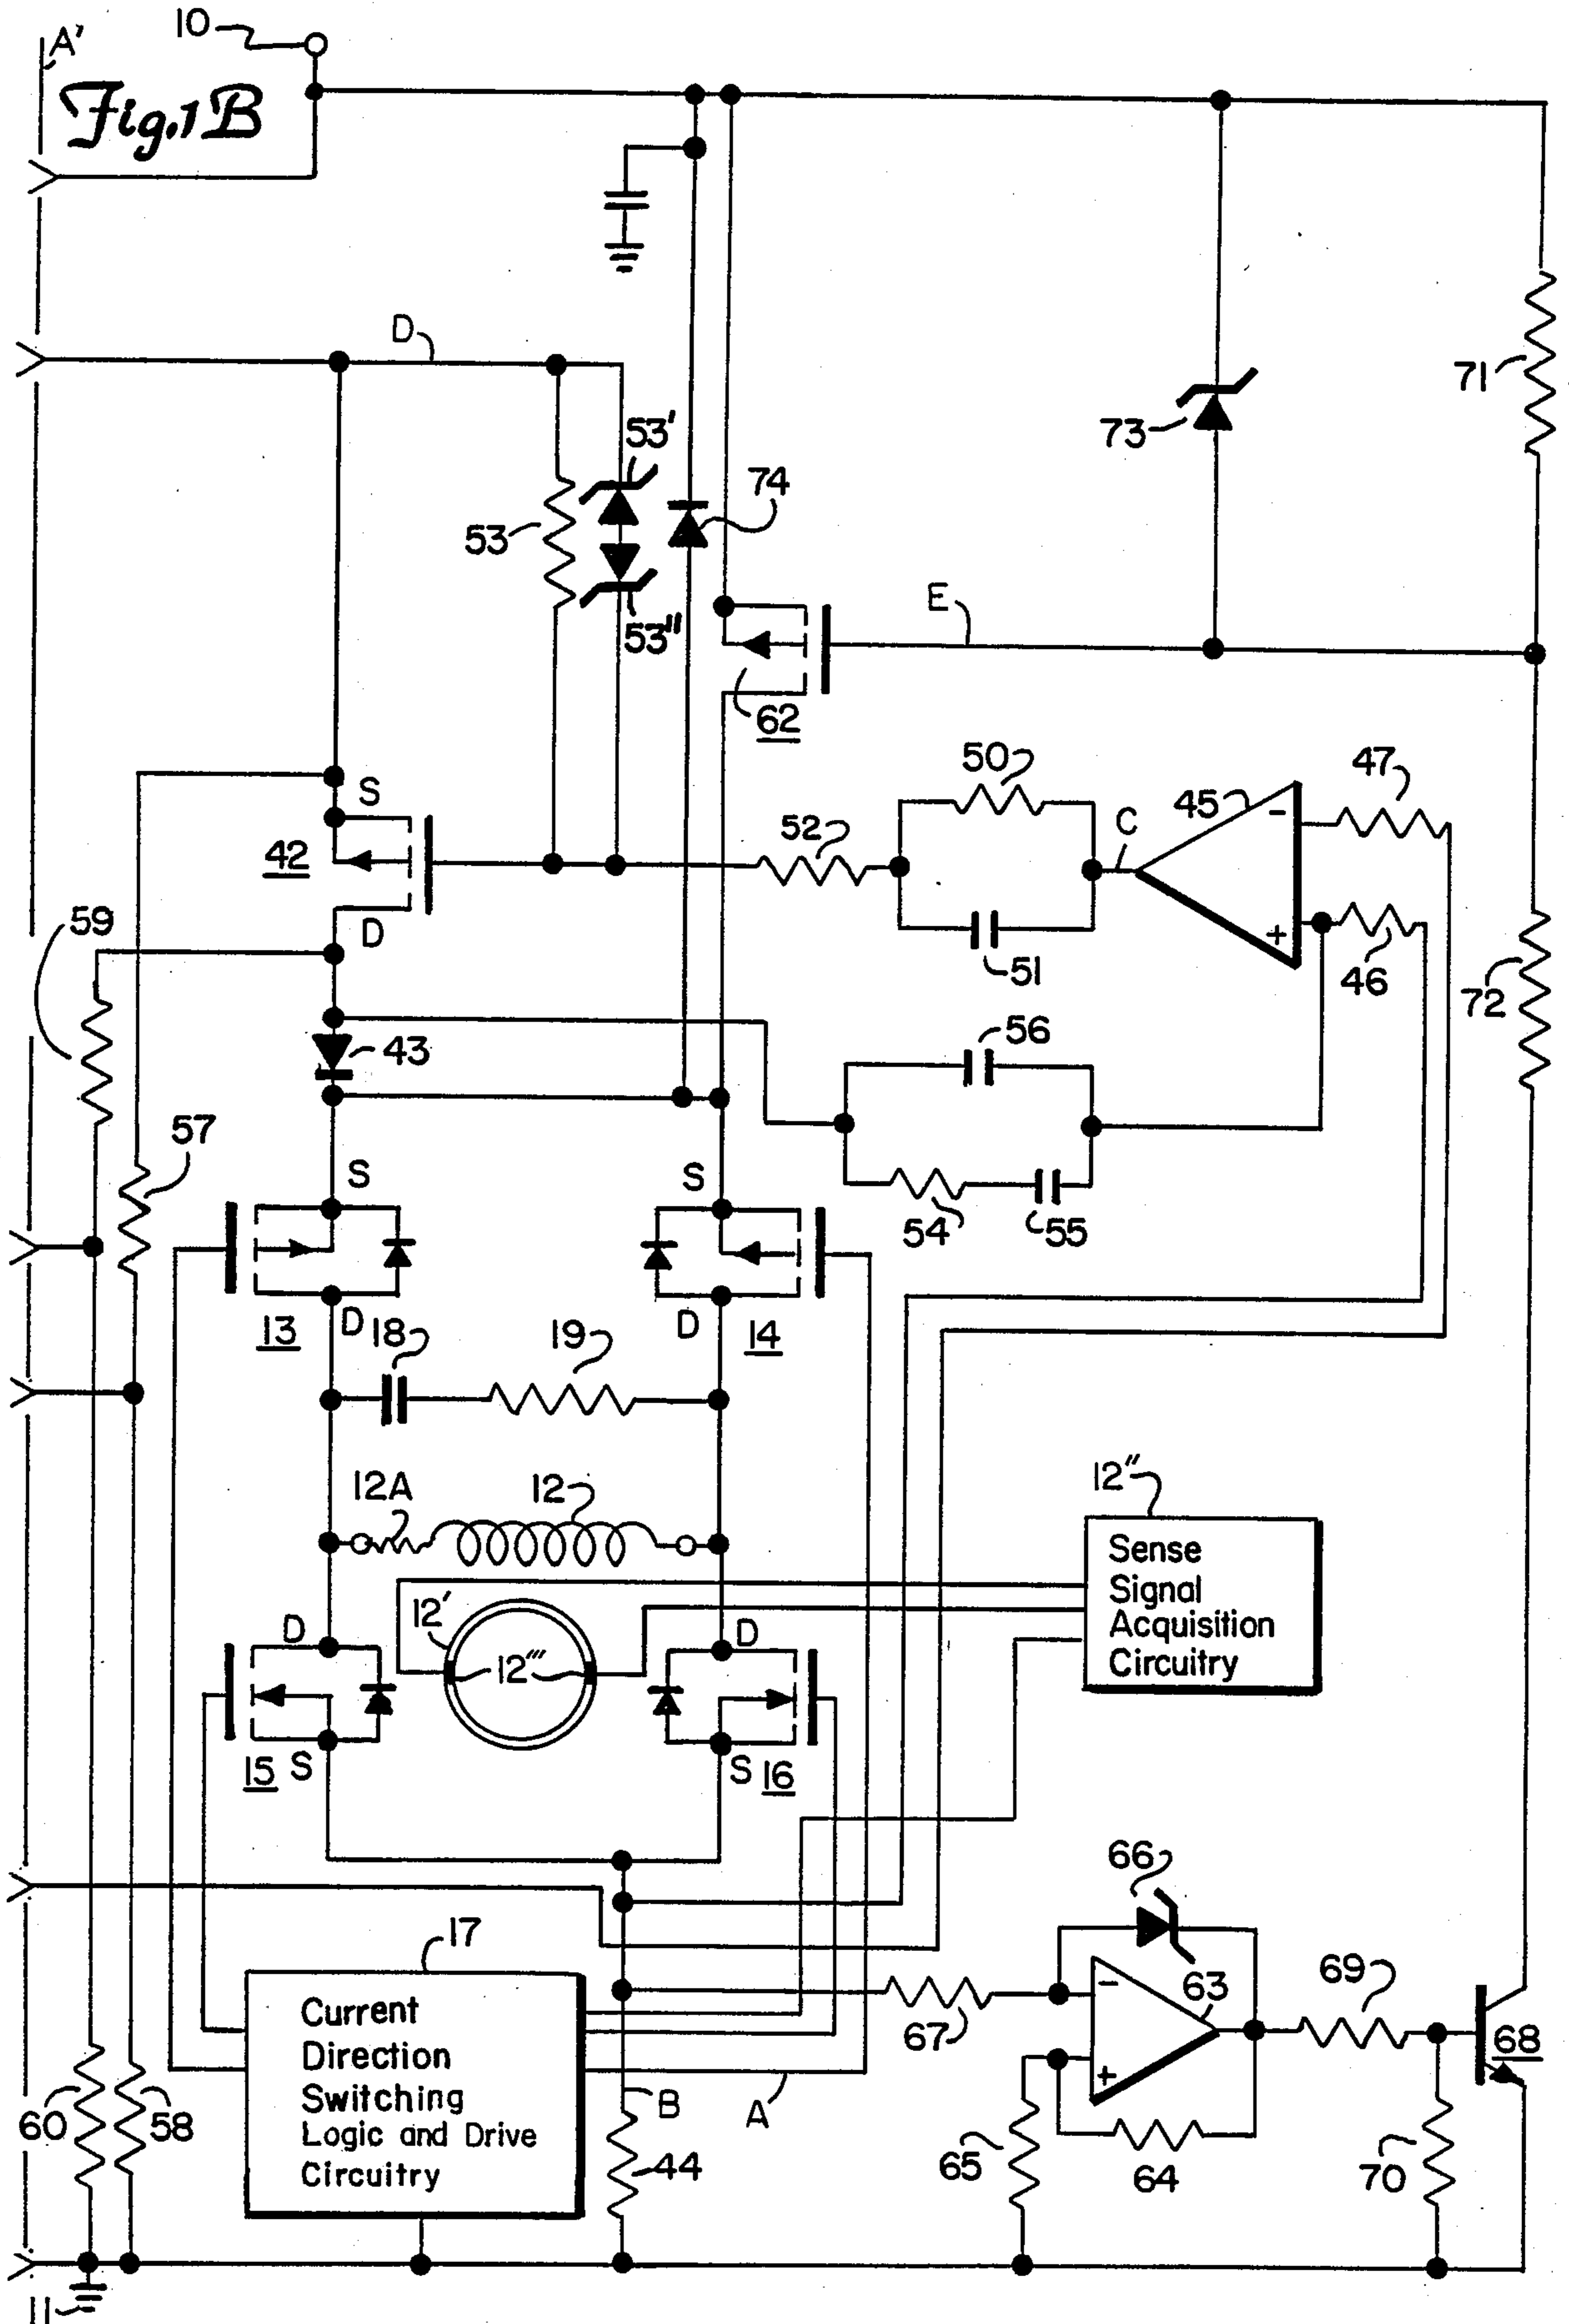 10
A'
Fig.1B
D
71
53'
73
74
53
E
53"
62
50
47
S
45
-
52
C
42
59
D
+
51
46
72
56
43
57
S
S
54
55
D
D
13
18
19
14
12A
12
12"
Sense
Signal
Acquisition
Circuitry
12'
D
D
12'''
15
S
S
16
66
17
-
63
69
Current
Direction
Switching
Logic and Drive
Circuitry
67
68
+
B
A
60
58
44
65
64
70
11